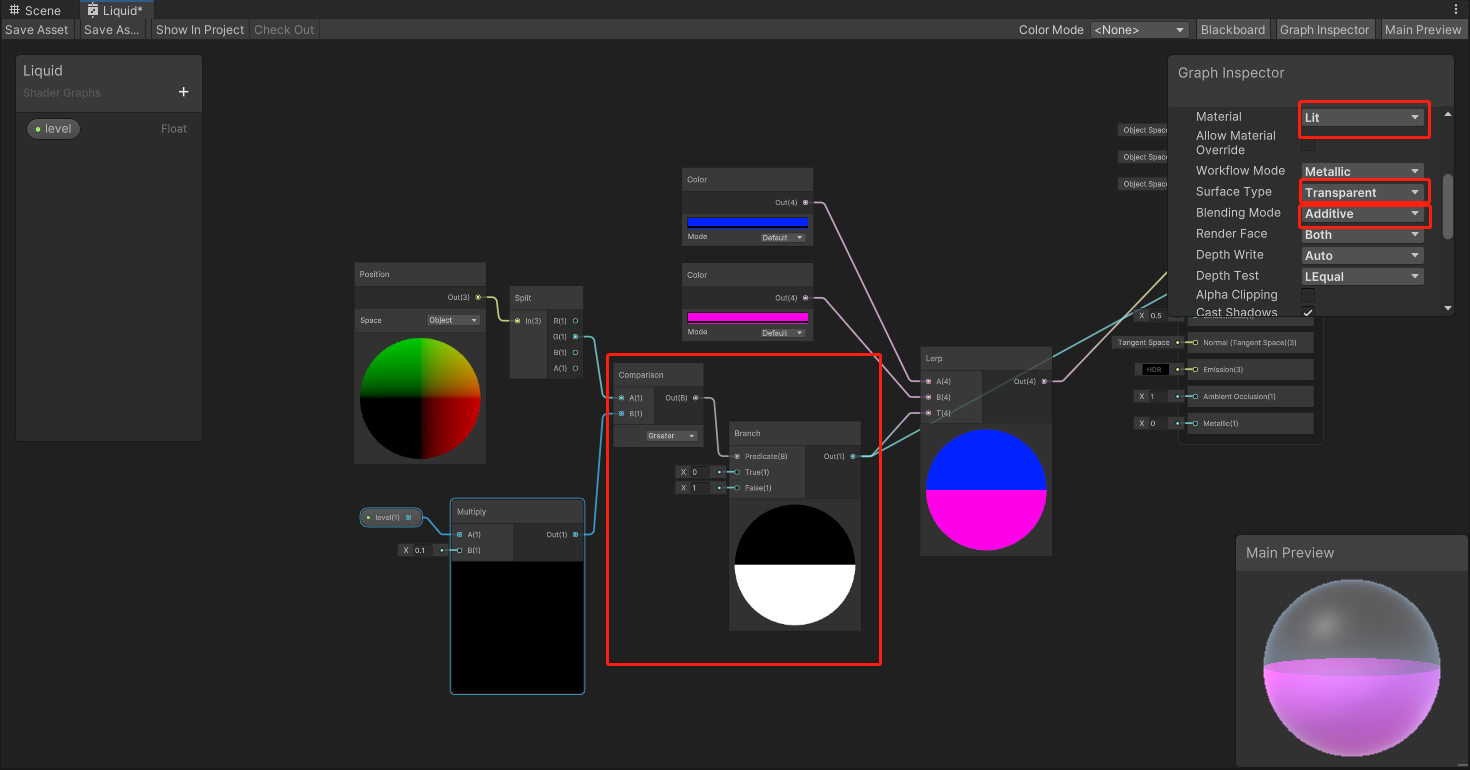 Scene
Liquid*
Save Asset Save As... Show In Project Check Out Color Mode <None> Blackboard Graph Inspector Main Preview
Liquid
Shader Graphs
+
level Float
Position
Out(3)
Space Object
Split
In(3) R(1)
G(1)
B(1)
A(1)
level(1)
Multiply
A(1) Out(1)
X 0.1 B(1)
Color
Out(4)
Mode Default
Color
Out(4)
Mode Default
Comparison
A(1) Out(B)
B(1)
Greater
Branch
Predicate(B) Out(1)
X 0 True(1)
X 1 False(1)
Lerp
A(4) Out(4)
B(4)
T(4)
Object Space
Object Space
Object Space
Graph Inspector
Material Lit
Allow Material
Override
Workflow Mode Metallic
Surface Type Transparent
Blending Mode Additive
Render Face Both
Depth Write Auto
Depth Test LEqual
Alpha Clipping
Cast Shadows
X 0.5
Tangent Space Normal (Tangent Space)(3)
HDR Emission(3)
X 1 Ambient Occlusion(1)
X 0 Metallic(1)
Main Preview